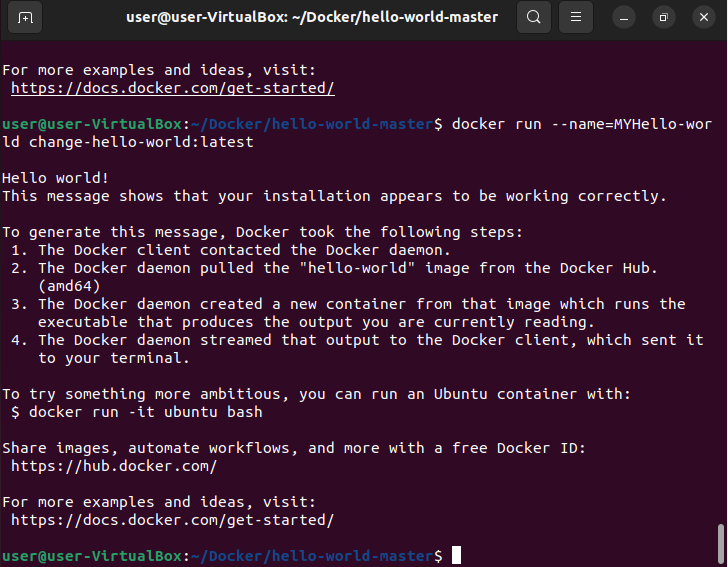 user@user-VirtualBox: ~/Docker/hello-world-master
For more examples and ideas, visit:
https://docs.docker.com/get-started/
user@user-VirtualBox:~/Docker/hello-world-master$ docker run --name=MYHello-wor
ld change-hello-world:latest
Hello world!
This message shows that your installation appears to be working correctly.
To generate this message, Docker took the following steps:
1. The Docker client contacted the Docker daemon.
2. The Docker daemon pulled the "hello-world" image from the Docker Hub.
(amd64)
3. The Docker daemon created a new container from that image which runs the
executable that produces the output you are currently reading.
4. The Docker daemon streamed that output to the Docker client, which sent it
to your terminal.
To try something more ambitious, you can run an Ubuntu container with:
$ docker run -it ubuntu bash
Share images, automate workflows, and more with a free Docker ID:
https://hub.docker.com/
For more examples and ideas, visit:
https://docs.docker.com/get-started/
user@user-VirtualBox:~/Docker/hello-world-master$